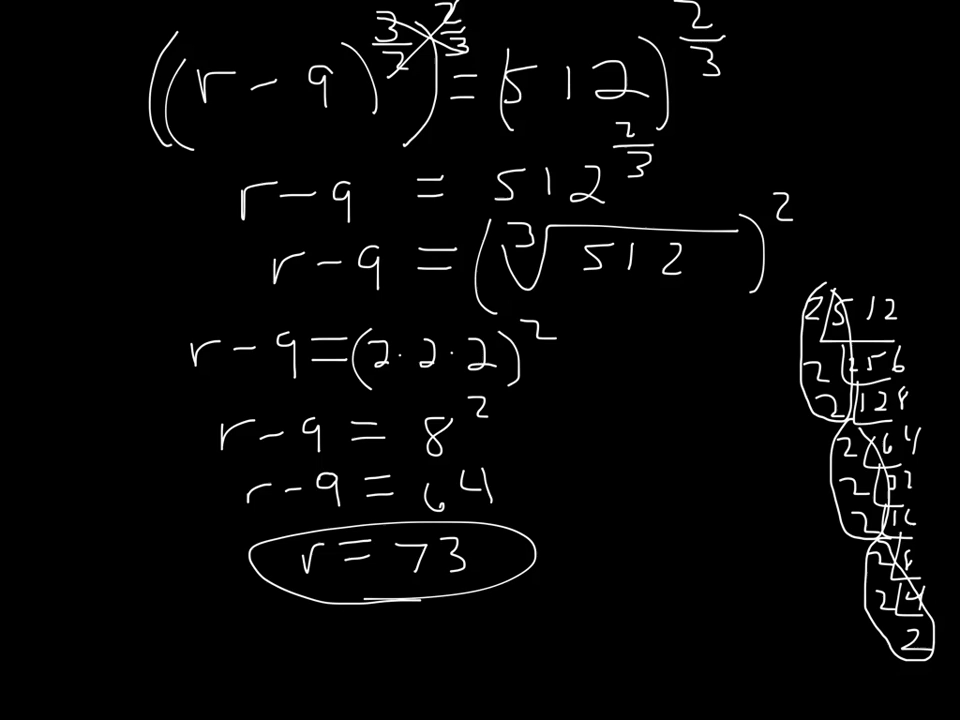 ((r - 9)^(3/2))^(2/3) = (512)^(2/3)
r - 9 = 512^(2/3)
r - 9 = (∛512)^2
r - 9 = (2 · 2 · 2)^2
r - 9 = 8^2
r - 9 = 64
r = 73
2 512
2 256
2 128
2 64
2 32
2 16
2 8
2 4
2